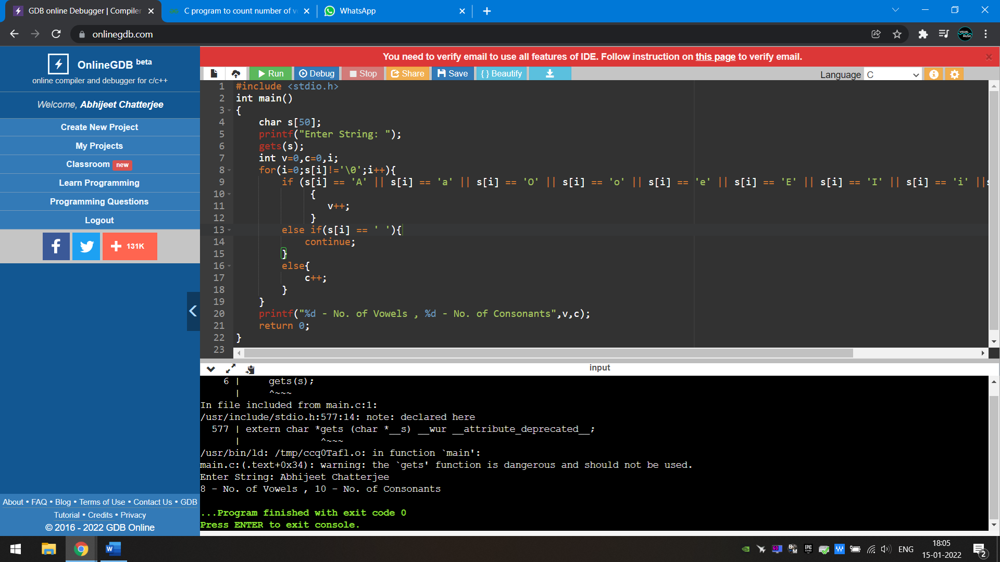 GDB online Debugger | Compiler
C program to count number of v
WhatsApp
onlinegdb.com
OnlineGDB beta
online compiler and debugger for c/c++
Welcome, Abhijeet Chatterjee
Create New Project
My Projects
Classroom new
Learn Programming
Programming Questions
Logout
131K
About • FAQ • Blog • Terms of Use • Contact Us • GDB
Tutorial • Credits • Privacy
© 2016 - 2022 GDB Online
You need to verify email to use all features of IDE. Follow instruction on this page to verify email.
Run Debug Stop Share Save { } Beautify Language C
1 #include <stdio.h>
2 int main()
3 {
4 char s[50];
5 printf("Enter String: ");
6 gets(s);
7 int v=0,c=0,i;
8 for(i=0;s[i]!='\0';i++){
9 if (s[i] == 'A' || s[i] == 'a' || s[i] == 'O' || s[i] == 'o' || s[i] == 'e' || s[i] == 'E' || s[i] == 'I' || s[i] == 'i' ||s
10 {
11 v++;
12 }
13 else if(s[i] == ' '){
14 continue;
15 }
16 else{
17 c++;
18 }
19 }
20 printf("%d - No. of Vowels , %d - No. of Consonants",v,c);
21 return 0;
22 }
23
input
6 | gets(s);
| ^~~~
In file included from main.c:1:
/usr/include/stdio.h:577:14: note: declared here
577 | extern char *gets (char *__s) __wur __attribute_deprecated__;
| ^~~~
/usr/bin/ld: /tmp/ccq0Tafl.o: in function `main':
main.c:(.text+0x34): warning: the `gets' function is dangerous and should not be used.
Enter String: Abhijeet Chatterjee
8 - No. of Vowels , 10 - No. of Consonants
...Program finished with exit code 0
Press ENTER to exit console.
ENG
18:05
15-01-2022
2